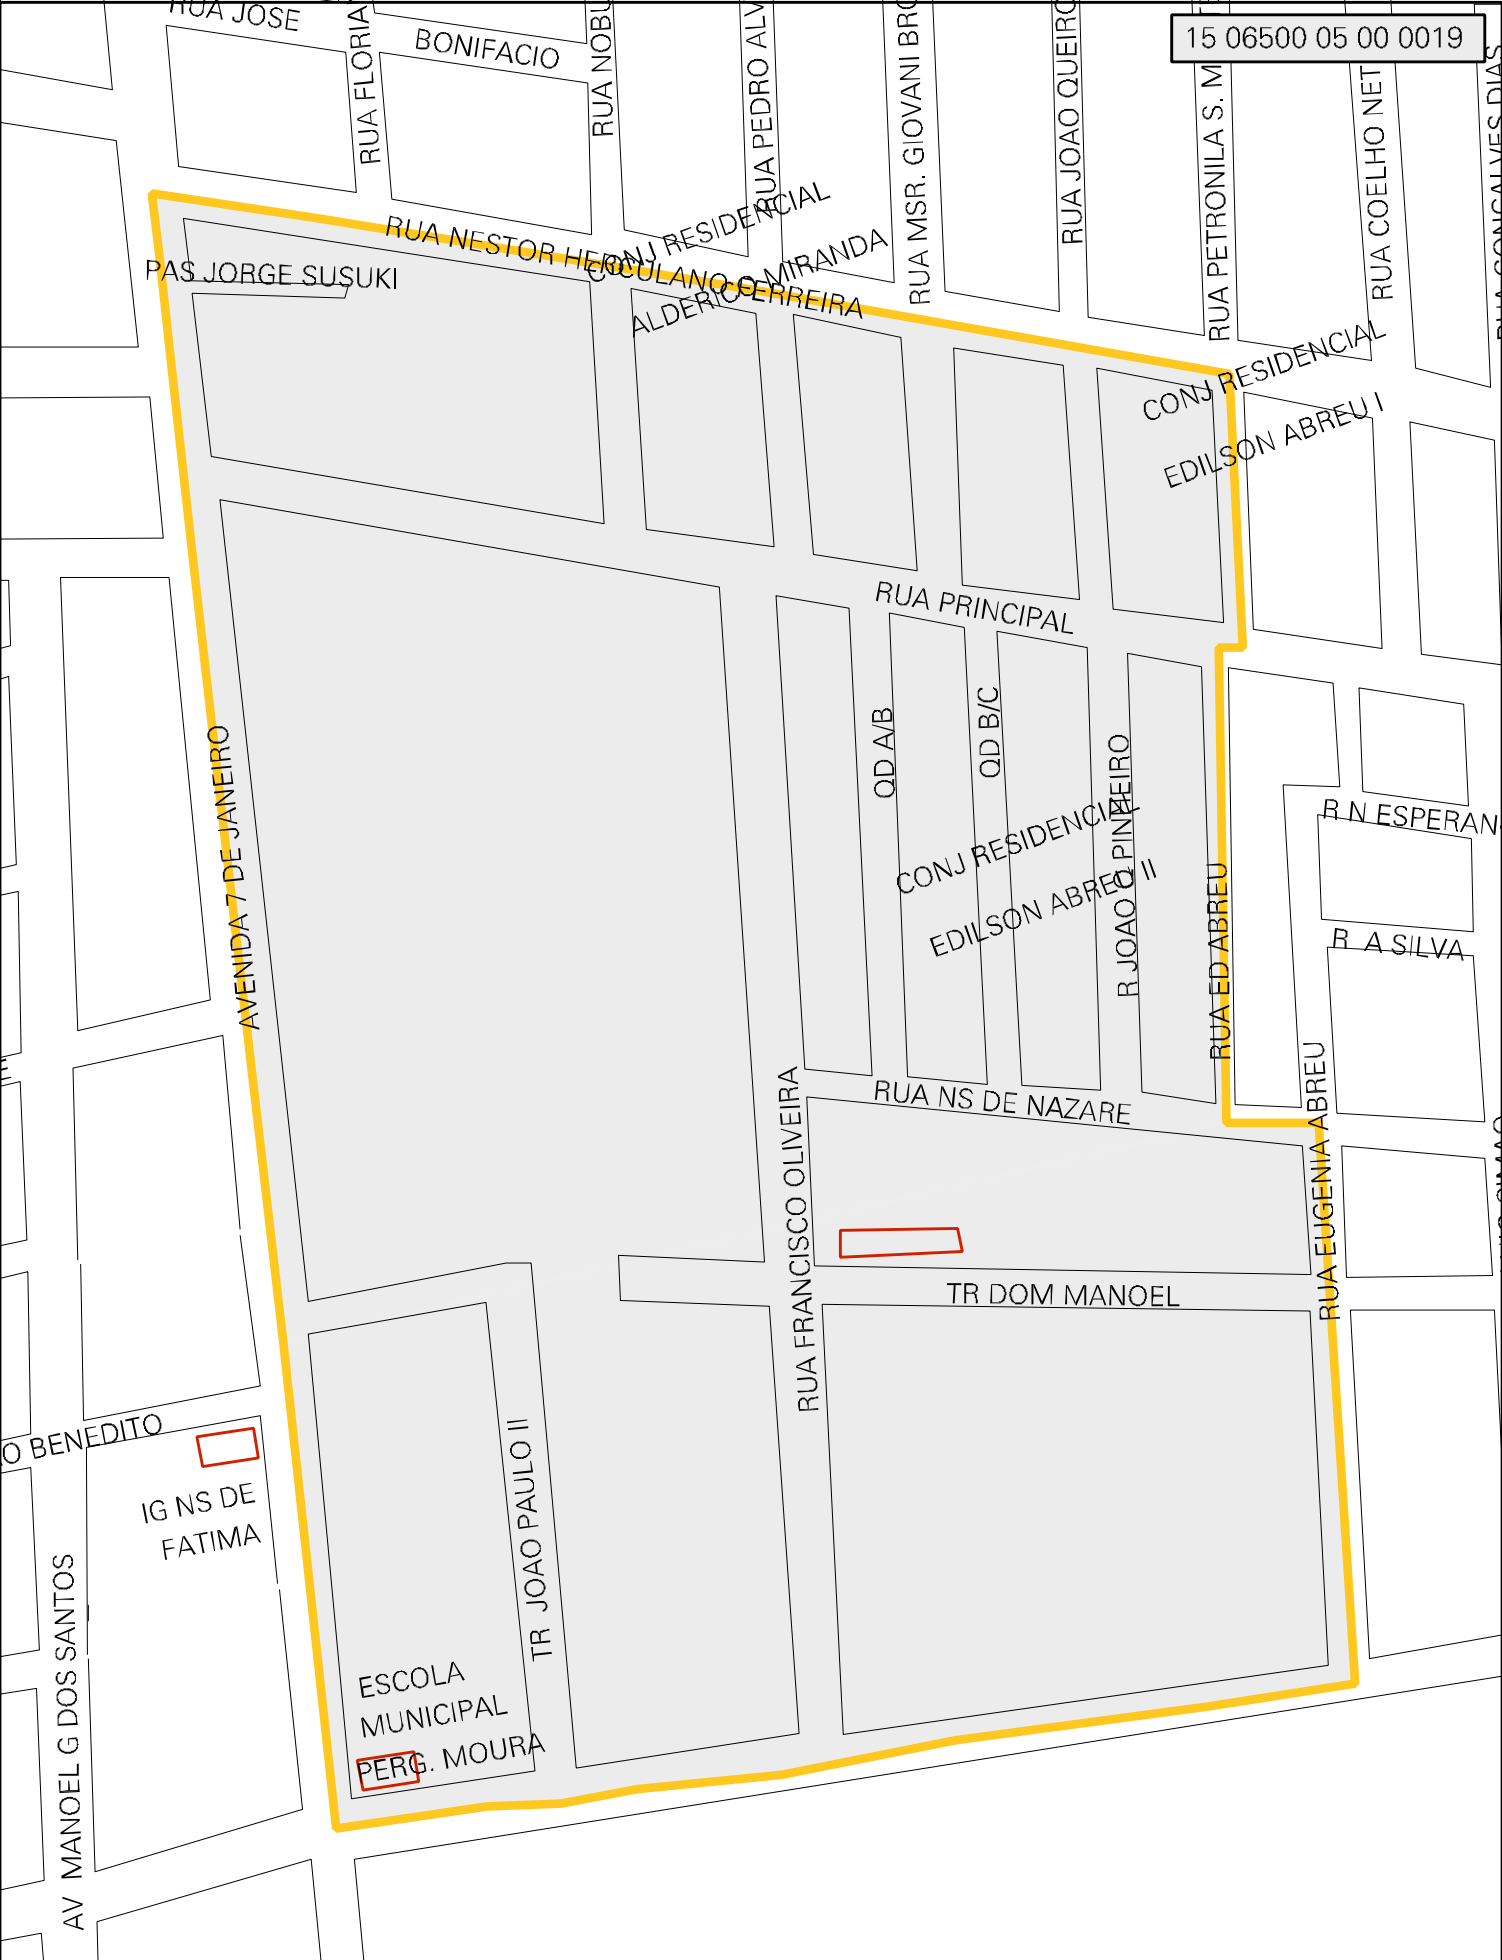 15 06500 05 00 0019
RUA JOSE
BONIFACIO
RUA FLORIA
RUA NOBU
RUA PEDRO ALV
RUA MSR. GIOVANI BRO
RUA JOAO QUEIRO
RUA PETRONILA S. M
RUA COELHO NET
RUA GONCALVES DIAS
RUA NESTOR HERCULANO FERREIRA
CONJ RESIDENCIAL
ALDERICO MIRANDA
PAS JORGE SUSUKI
CONJ RESIDENCIAL
EDILSON ABREU I
RUA PRINCIPAL
QD A/B
QD B/C
R JOAO O PINHEIRO
CONJ RESIDENCIAL
EDILSON ABREU II
AVENIDA 7 DE JANEIRO
RUA ED ABREU
R N ESPERAN
R A SILVA
RUA NS DE NAZARE
RUA FRANCISCO OLIVEIRA
RUA EUGENIA ABREU
TR DOM MANOEL
O BENEDITO
IG NS DE
FATIMA
TR JOAO PAULO II
AV MANOEL G DOS SANTOS
ESCOLA
MUNICIPAL
PERG. MOURA